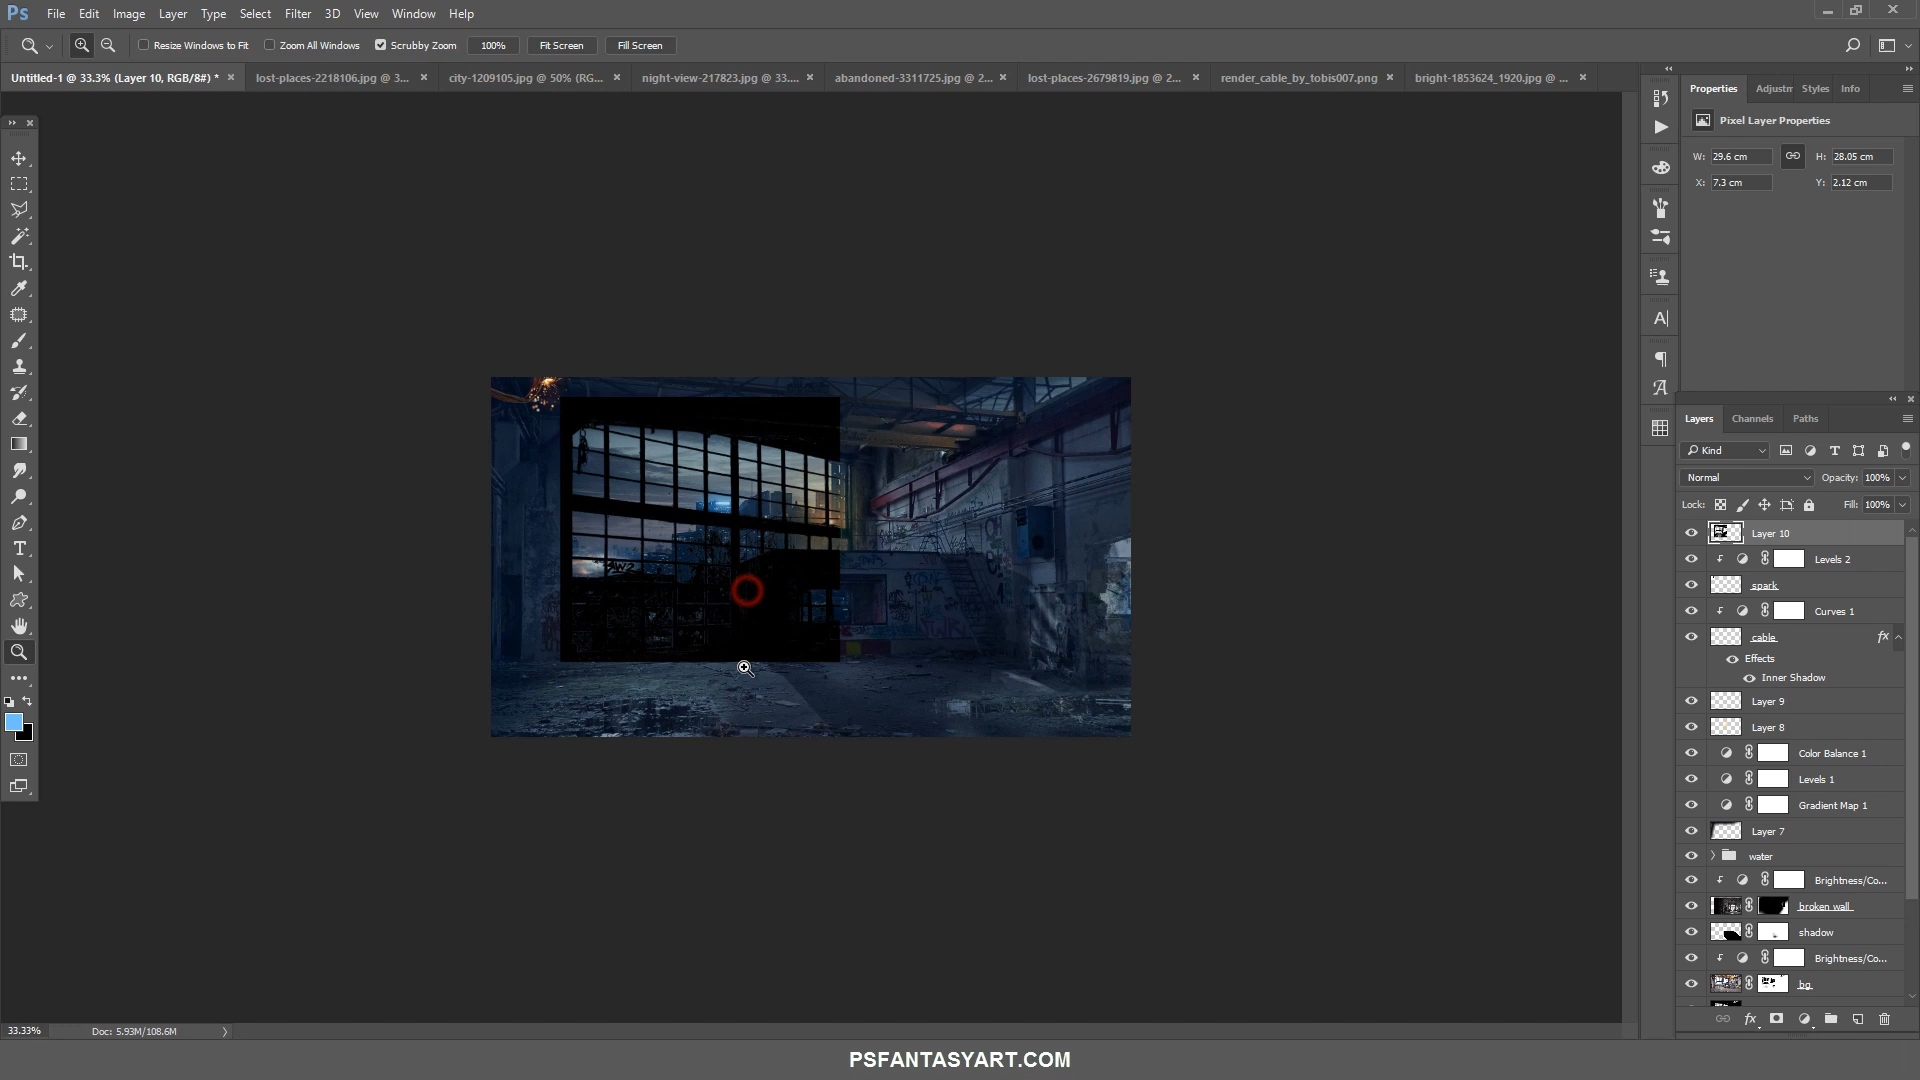 Ps File Edit Image Layer Type Select Filter 3D View Window Help
Resize Windows to Fit Zoom All Windows Scrubby Zoom 100% Fit Screen Fill Screen
Untitled-1 @ 33.3% (Layer 10, RGB/8#) * lost-places-2218106.jpg @ 3... city-1209105.jpg @ 50% (RG... night-view-217823.jpg @ 33.... abandoned-3311725.jpg @ 2... lost-places-2679819.jpg @ 2... render_cable_by_tobis007.png bright-1853624_1920.jpg @ ...
Properties Adjustm Styles Info
Pixel Layer Properties
W: 29.6 cm H: 28.05 cm
X: 7.3 cm Y: 2.12 cm
Layers Channels Paths
Kind
Normal Opacity: 100%
Lock: Fill: 100%
Layer 10
Levels 2
spark
Curves 1
cable fx
Effects
Inner Shadow
Layer 9
Layer 8
Color Balance 1
Levels 1
Gradient Map 1
Layer 7
water
Brightness/Co...
broken wall
shadow
Brightness/Co...
bg
33.33% Doc: 5.93M/108.6M
PSFANTASYART.COM